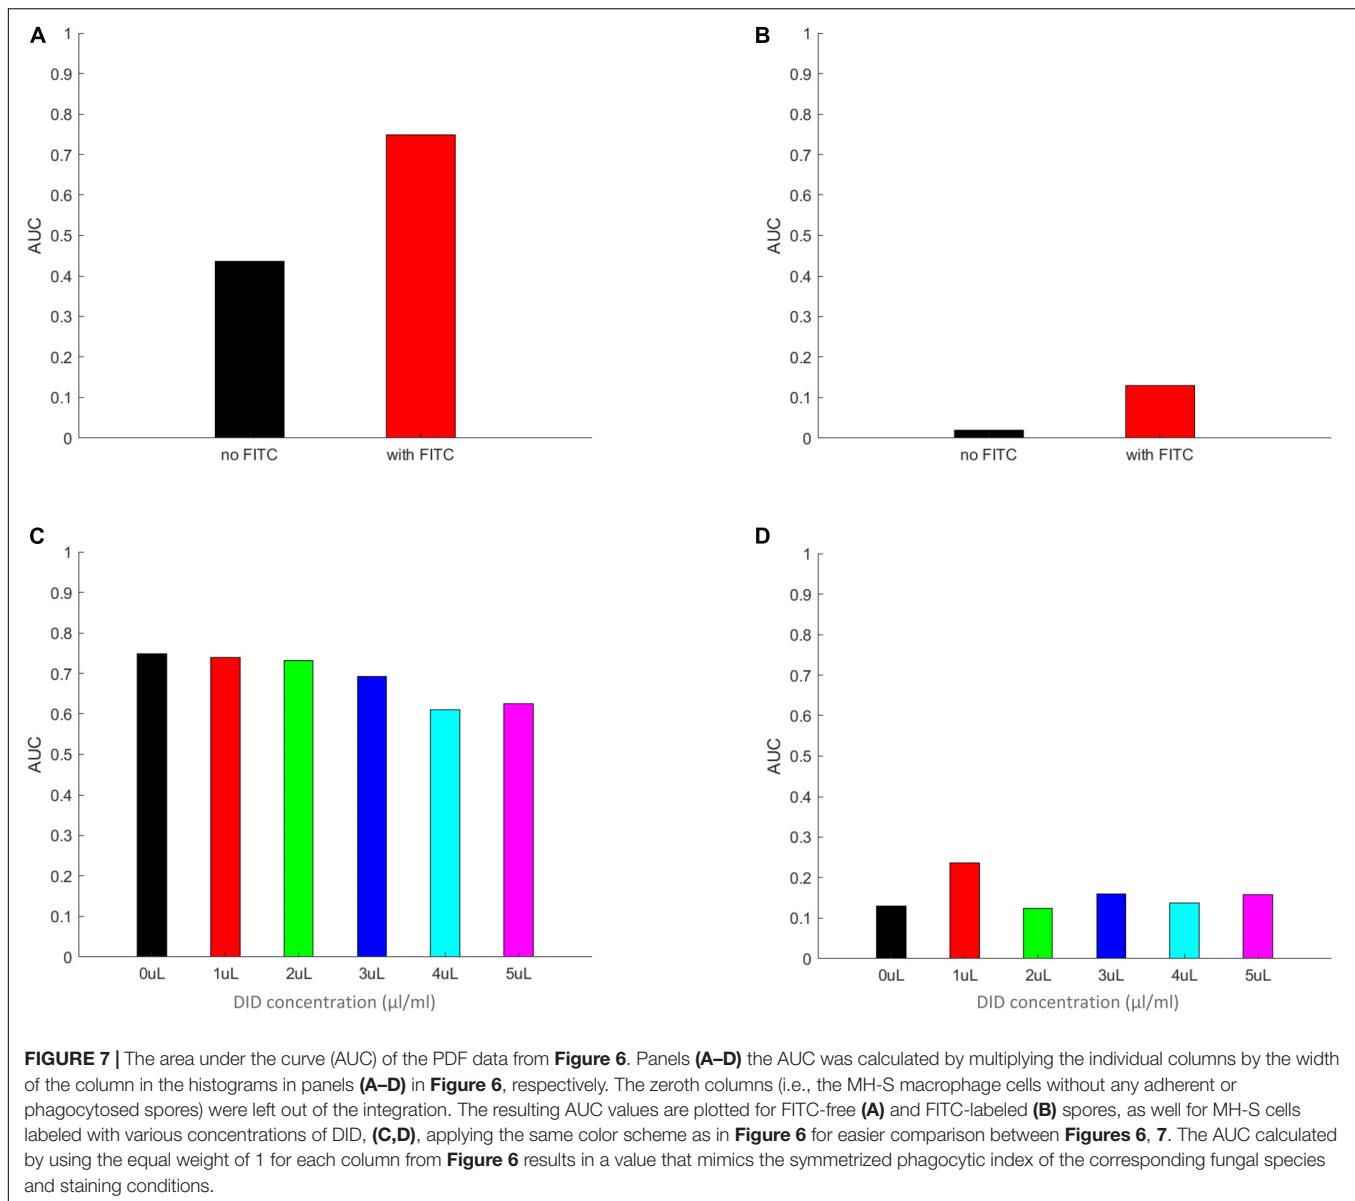 A
1
0.9
0.8
0.7
0.6
0.5
0.4
0.3
0.2
0.1
0
AUC
no FITC
with FITC
B
1
0.9
0.8
0.7
0.6
0.5
0.4
0.3
0.2
0.1
0
AUC
no FITC
with FITC
C
1
0.9
0.8
0.7
0.6
0.5
0.4
0.3
0.2
0.1
0
AUC
0uL 1uL 2uL 3uL 4uL 5uL
DID concentration (µl/ml)
D
1
0.9
0.8
0.7
0.6
0.5
0.4
0.3
0.2
0.1
0
AUC
0uL 1uL 2uL 3uL 4uL 5uL
DID concentration (µl/ml)
FIGURE 7 | The area under the curve (AUC) of the PDF data from Figure 6. Panels (A–D) the AUC was calculated by multiplying the individual columns by the width
of the column in the histograms in panels (A–D) in Figure 6, respectively. The zeroth columns (i.e., the MH-S macrophage cells without any adherent or
phagocytosed spores) were left out of the integration. The resulting AUC values are plotted for FITC-free (A) and FITC-labeled (B) spores, as well for MH-S cells
labeled with various concentrations of DID, (C,D), applying the same color scheme as in Figure 6 for easier comparison between Figures 6, 7. The AUC calculated
by using the equal weight of 1 for each column from Figure 6 results in a value that mimics the symmetrized phagocytic index of the corresponding fungal species
and staining conditions.